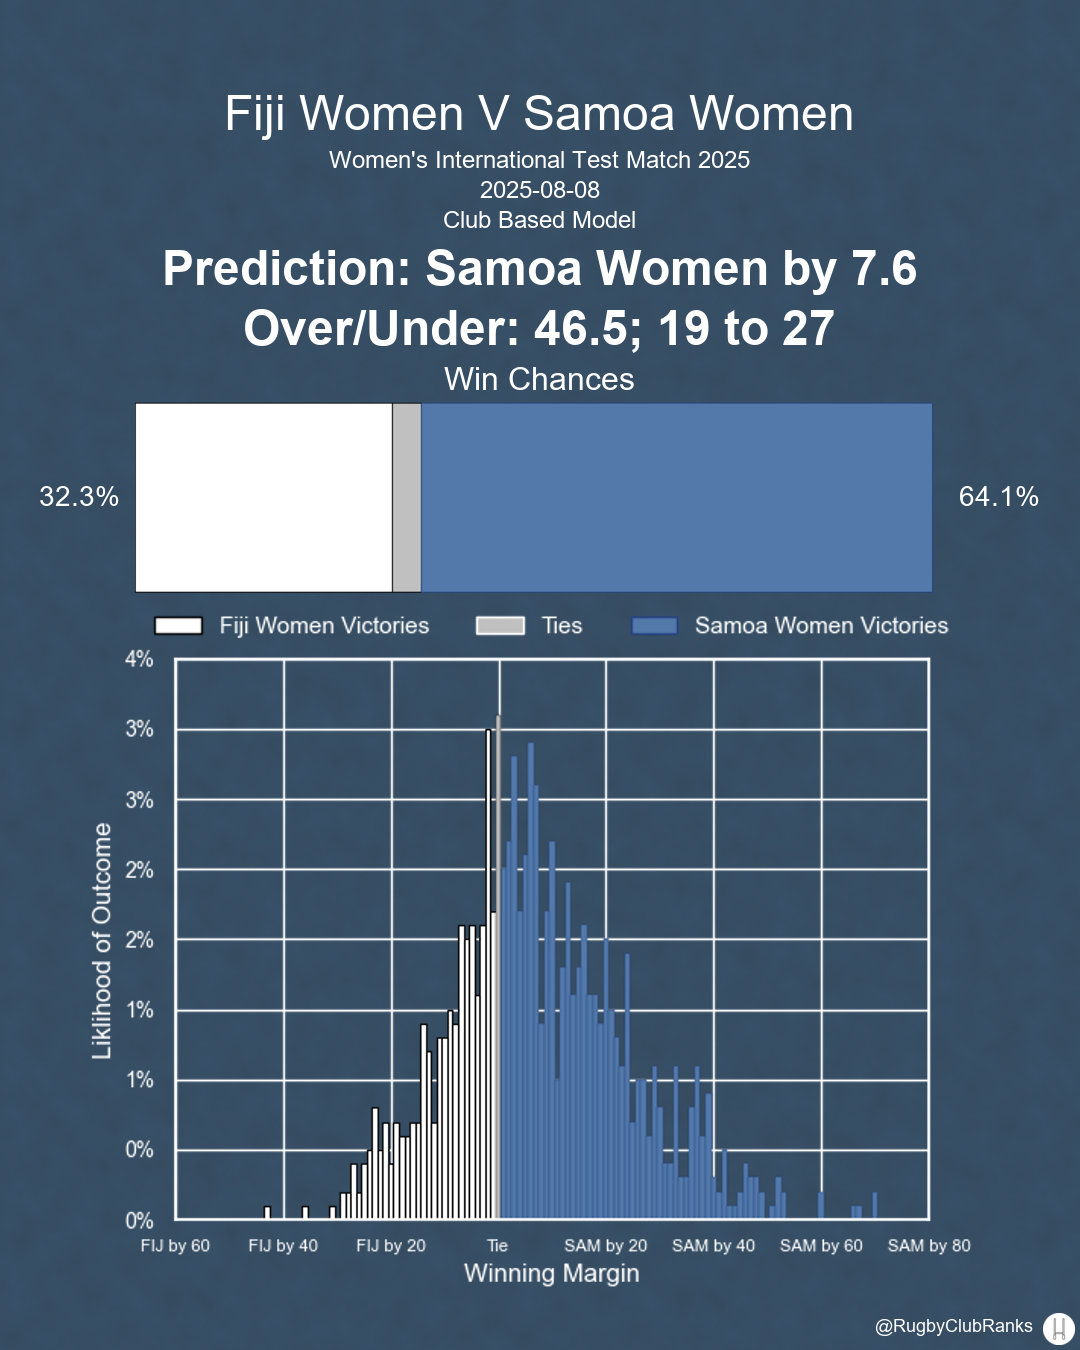 Fiji Women V Samoa Women
Women's International Test Match 2025
2025-08-08
Club Based Model
Prediction: Samoa Women by 7.6
Over/Under: 46.5; 19 to 27
Win Chances
32.3%
64.1%
Fiji Women Victories
Ties
Samoa Women Victories
4%
3%
3%
2%
2%
1%
1%
0%
0%
Liklihood of Outcome
FIJ by 60
FIJ by 40
FIJ by 20
Tie
SAM by 20
SAM by 40
SAM by 60
SAM by 80
Winning Margin
@RugbyClubRanks